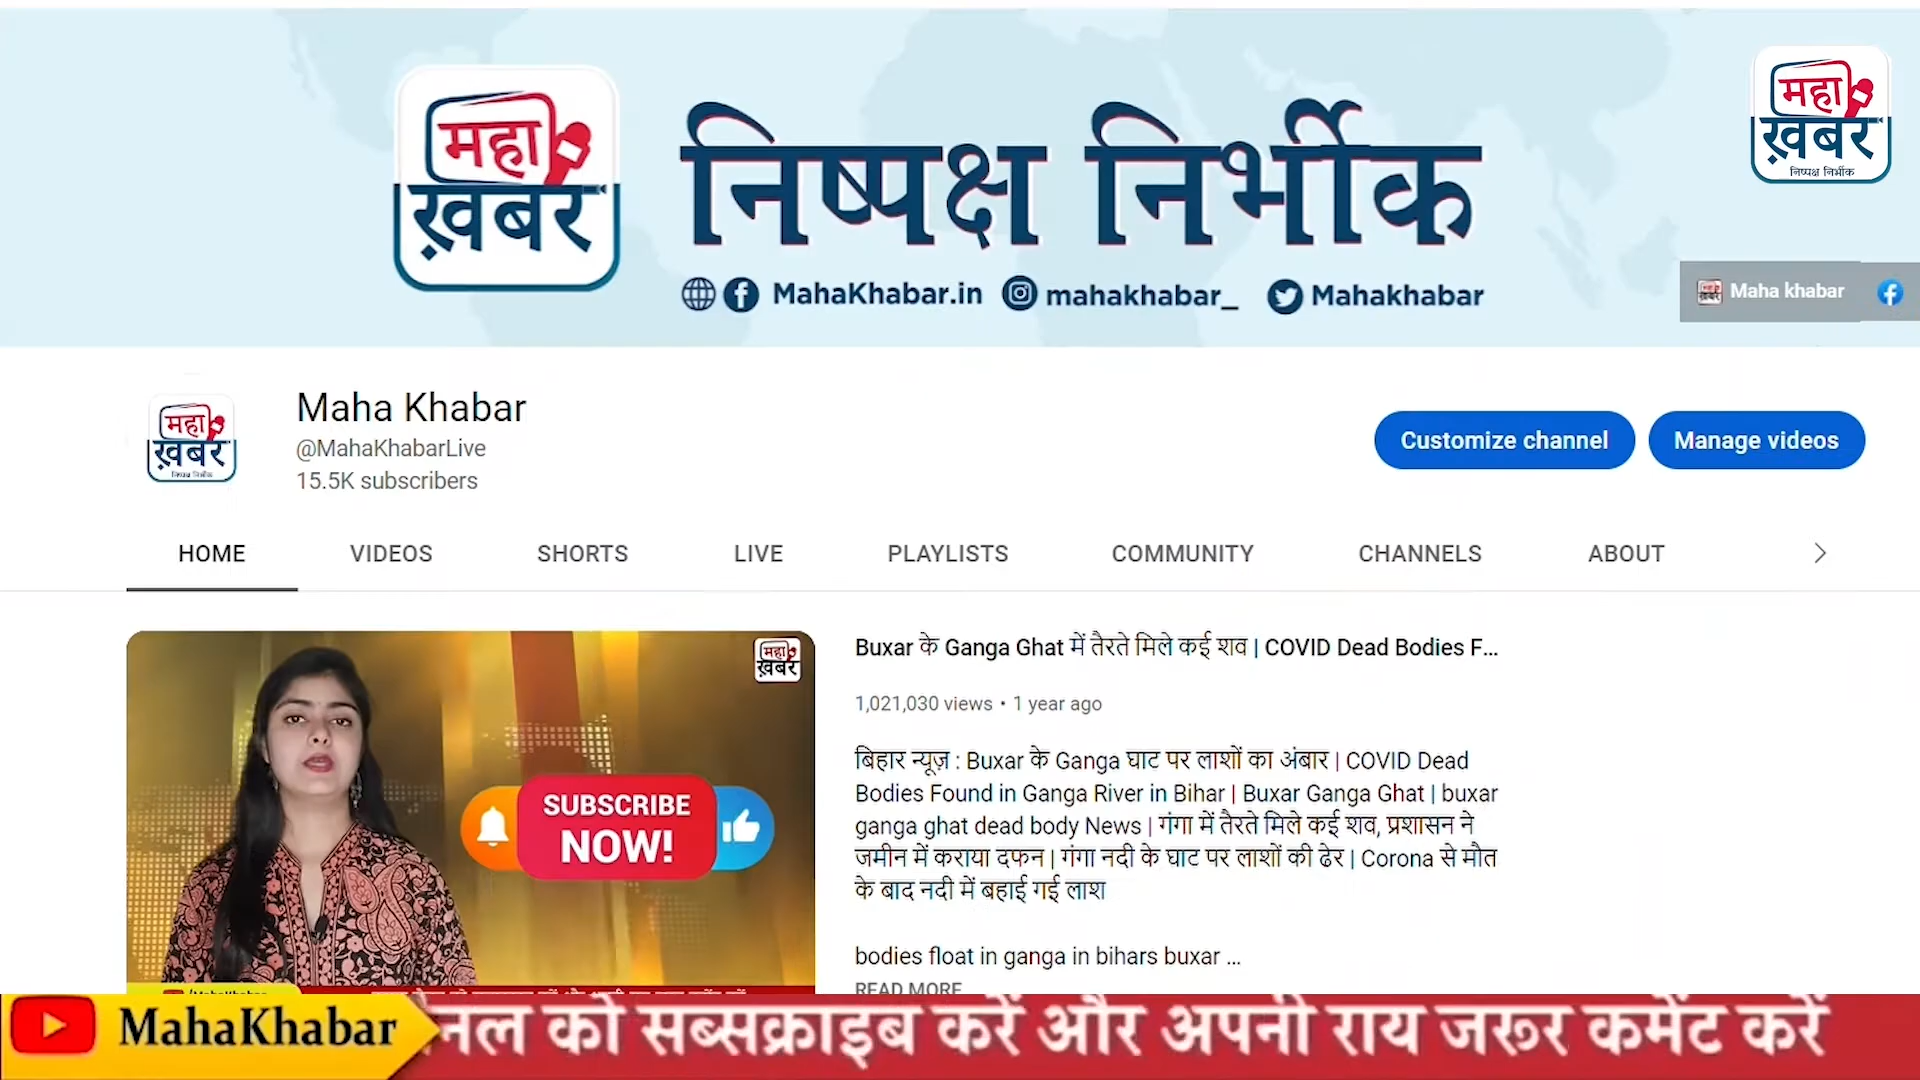 महा
ख़बर
निष्पक्ष निर्भीक
MahaKhabar.in mahakhabar_ Mahakhabar
महा
ख़बर
निष्पक्ष निर्भीक
Maha khabar
महा
ख़बर
निष्पक्ष निर्भीक
Maha Khabar
@MahaKhabarLive
15.5K subscribers
Customize channel Manage videos
HOME VIDEOS SHORTS LIVE PLAYLISTS COMMUNITY CHANNELS ABOUT
महा
ख़बर
SUBSCRIBE
NOW!
Buxar के Ganga Ghat में तैरते मिले कई शव | COVID Dead Bodies F...
1,021,030 views • 1 year ago
बिहार न्यूज़ : Buxar के Ganga घाट पर लाशों का अंबार | COVID Dead
Bodies Found in Ganga River in Bihar | Buxar Ganga Ghat | buxar
ganga ghat dead body News | गंगा में तैरते मिले कई शव, प्रशासन ने
जमीन में कराया दफन | गंगा नदी के घाट पर लाशों की ढेर | Corona से मौत
के बाद नदी में बहाई गई लाश
bodies float in ganga in bihars buxar ...
READ MORE
MahaKhabar
नल को सब्सक्राइब करें और अपनी राय जरूर कमेंट करें